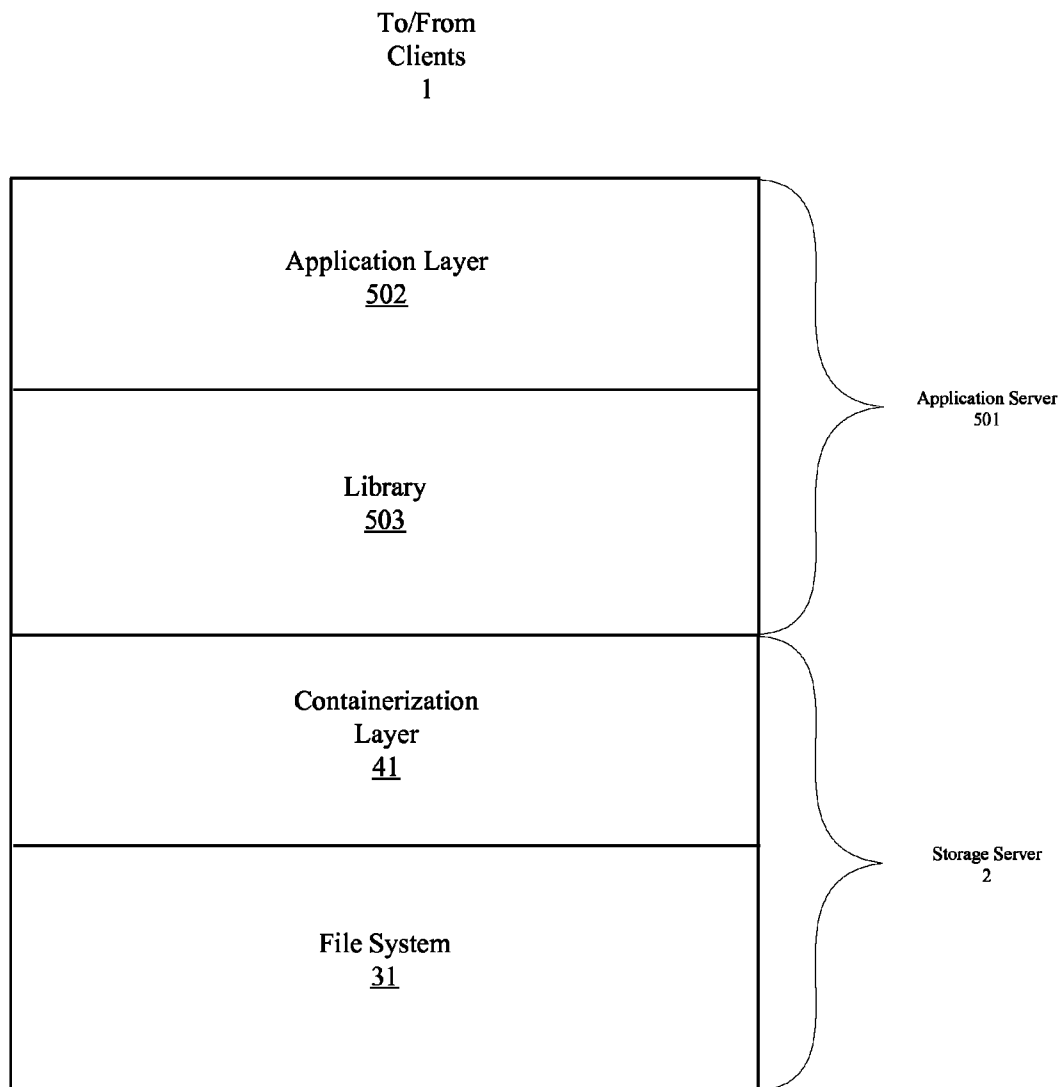 To/From
Clients
1
Application Layer
502
Application Server
501
Library
503
Containerization
Layer
41
Storage Server
2
File System
31